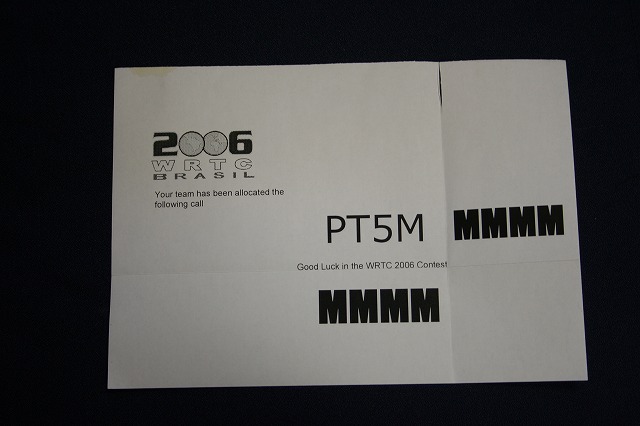 2006
WRTC
BRASIL
Your team has been allocated the
following call
PT5M
MMMM
Good Luck in the WRTC 2006 Contest
MMMM